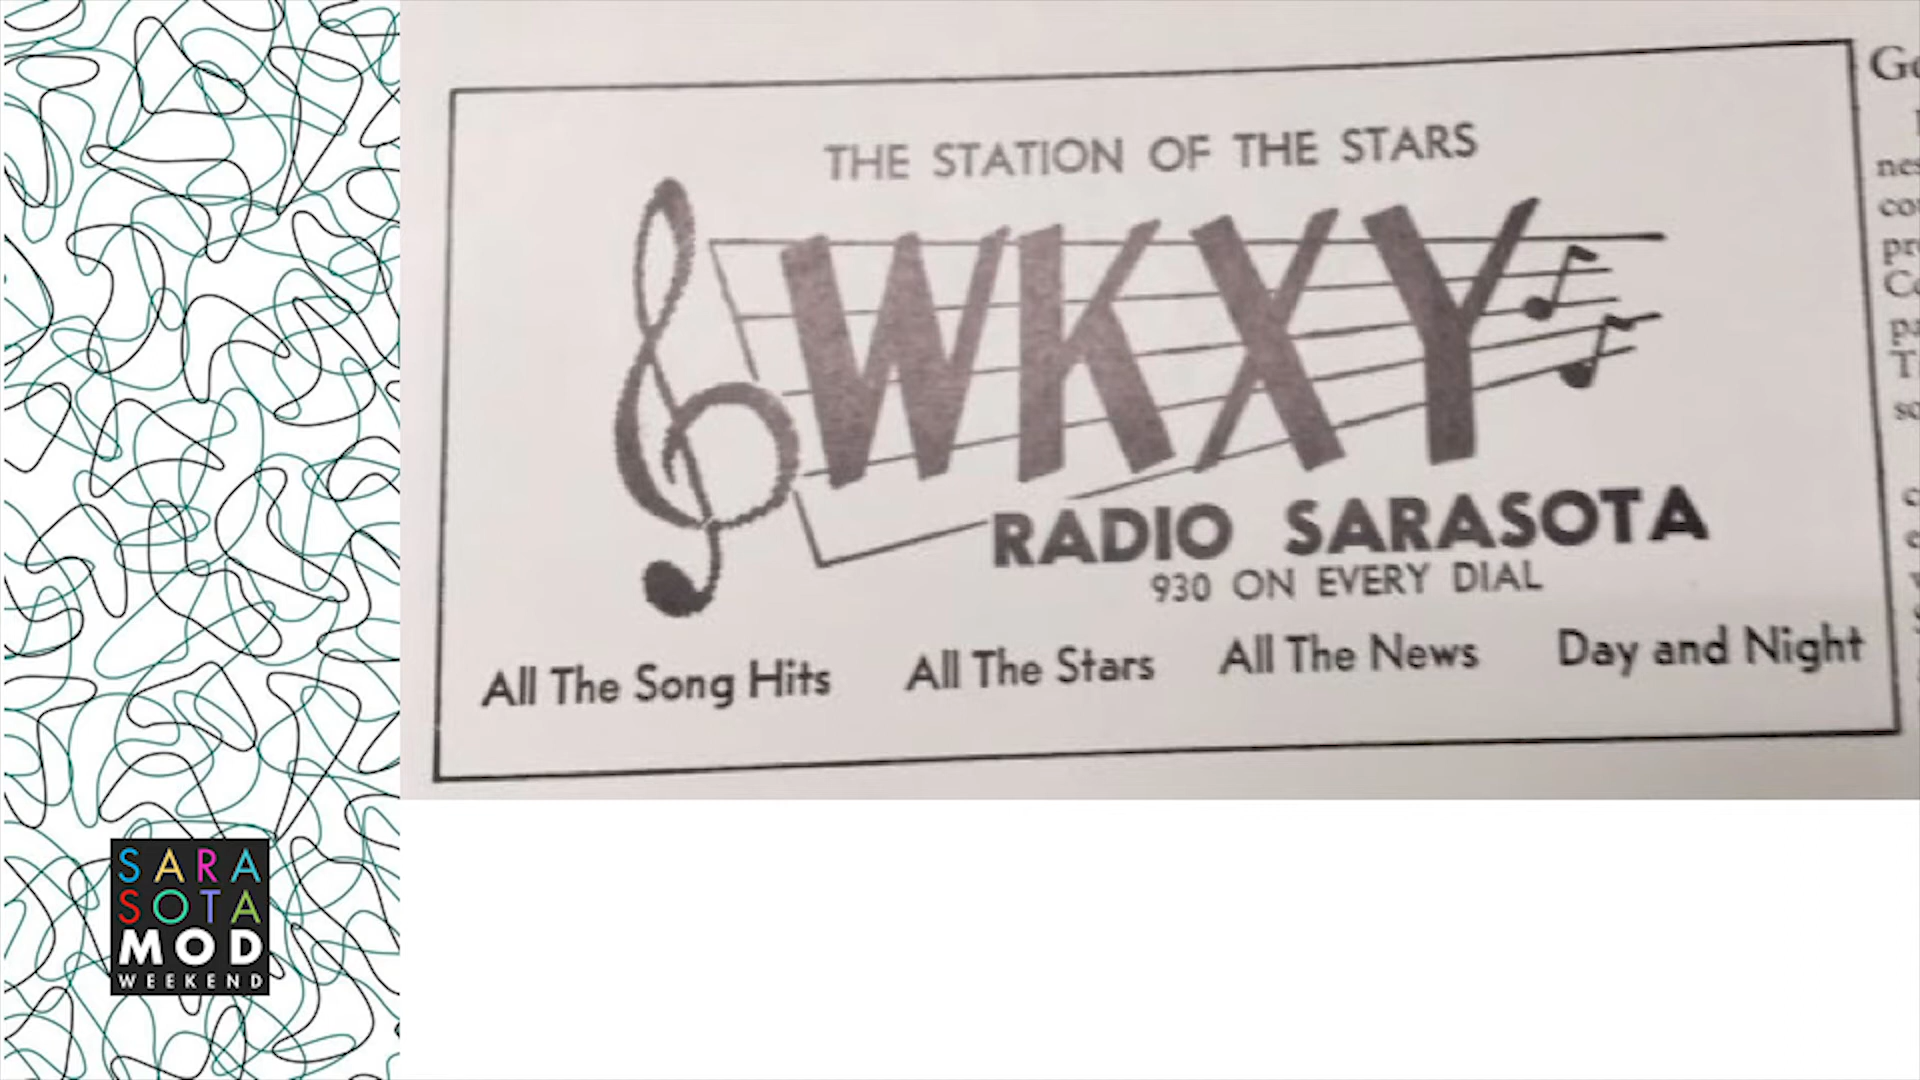 THE STATION OF THE STARS
WKXY
RADIO SARASOTA
930 ON EVERY DIAL
All The Song Hits All The Stars All The News Day and Night
SARA
SOTA
MOD
WEEKEND